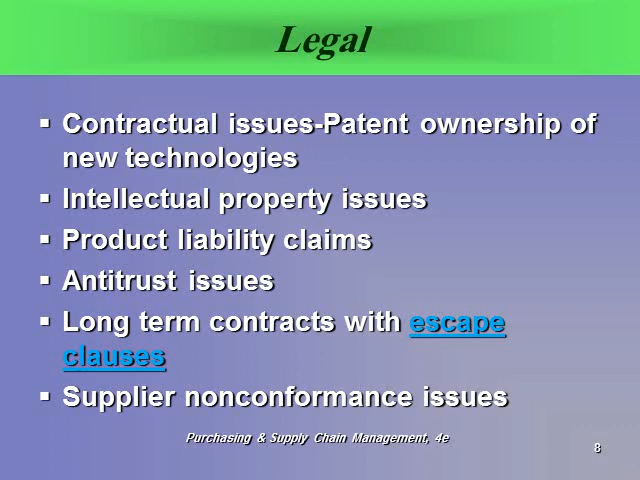 Legal
▪ Contractual issues-Patent ownership of
new technologies
▪ Intellectual property issues
▪ Product liability claims
▪ Antitrust issues
▪ Long term contracts with escape
clauses
▪ Supplier nonconformance issues
Purchasing & Supply Chain Management, 4e
8